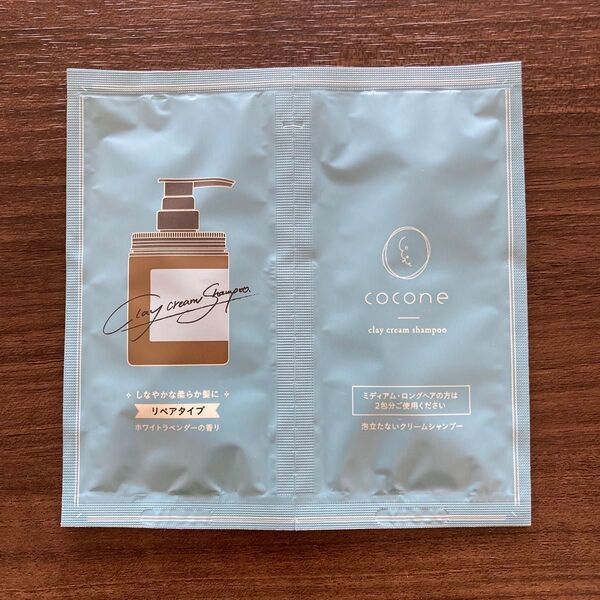 Clay cream Shampoo.
しなやかな柔らか髪に
リペアタイプ
ホワイトラベンダーの香り
cocone
clay cream shampoo
ミディアム・ロングヘアの方は
2包分ご使用ください
泡立たないクリームシャンプー